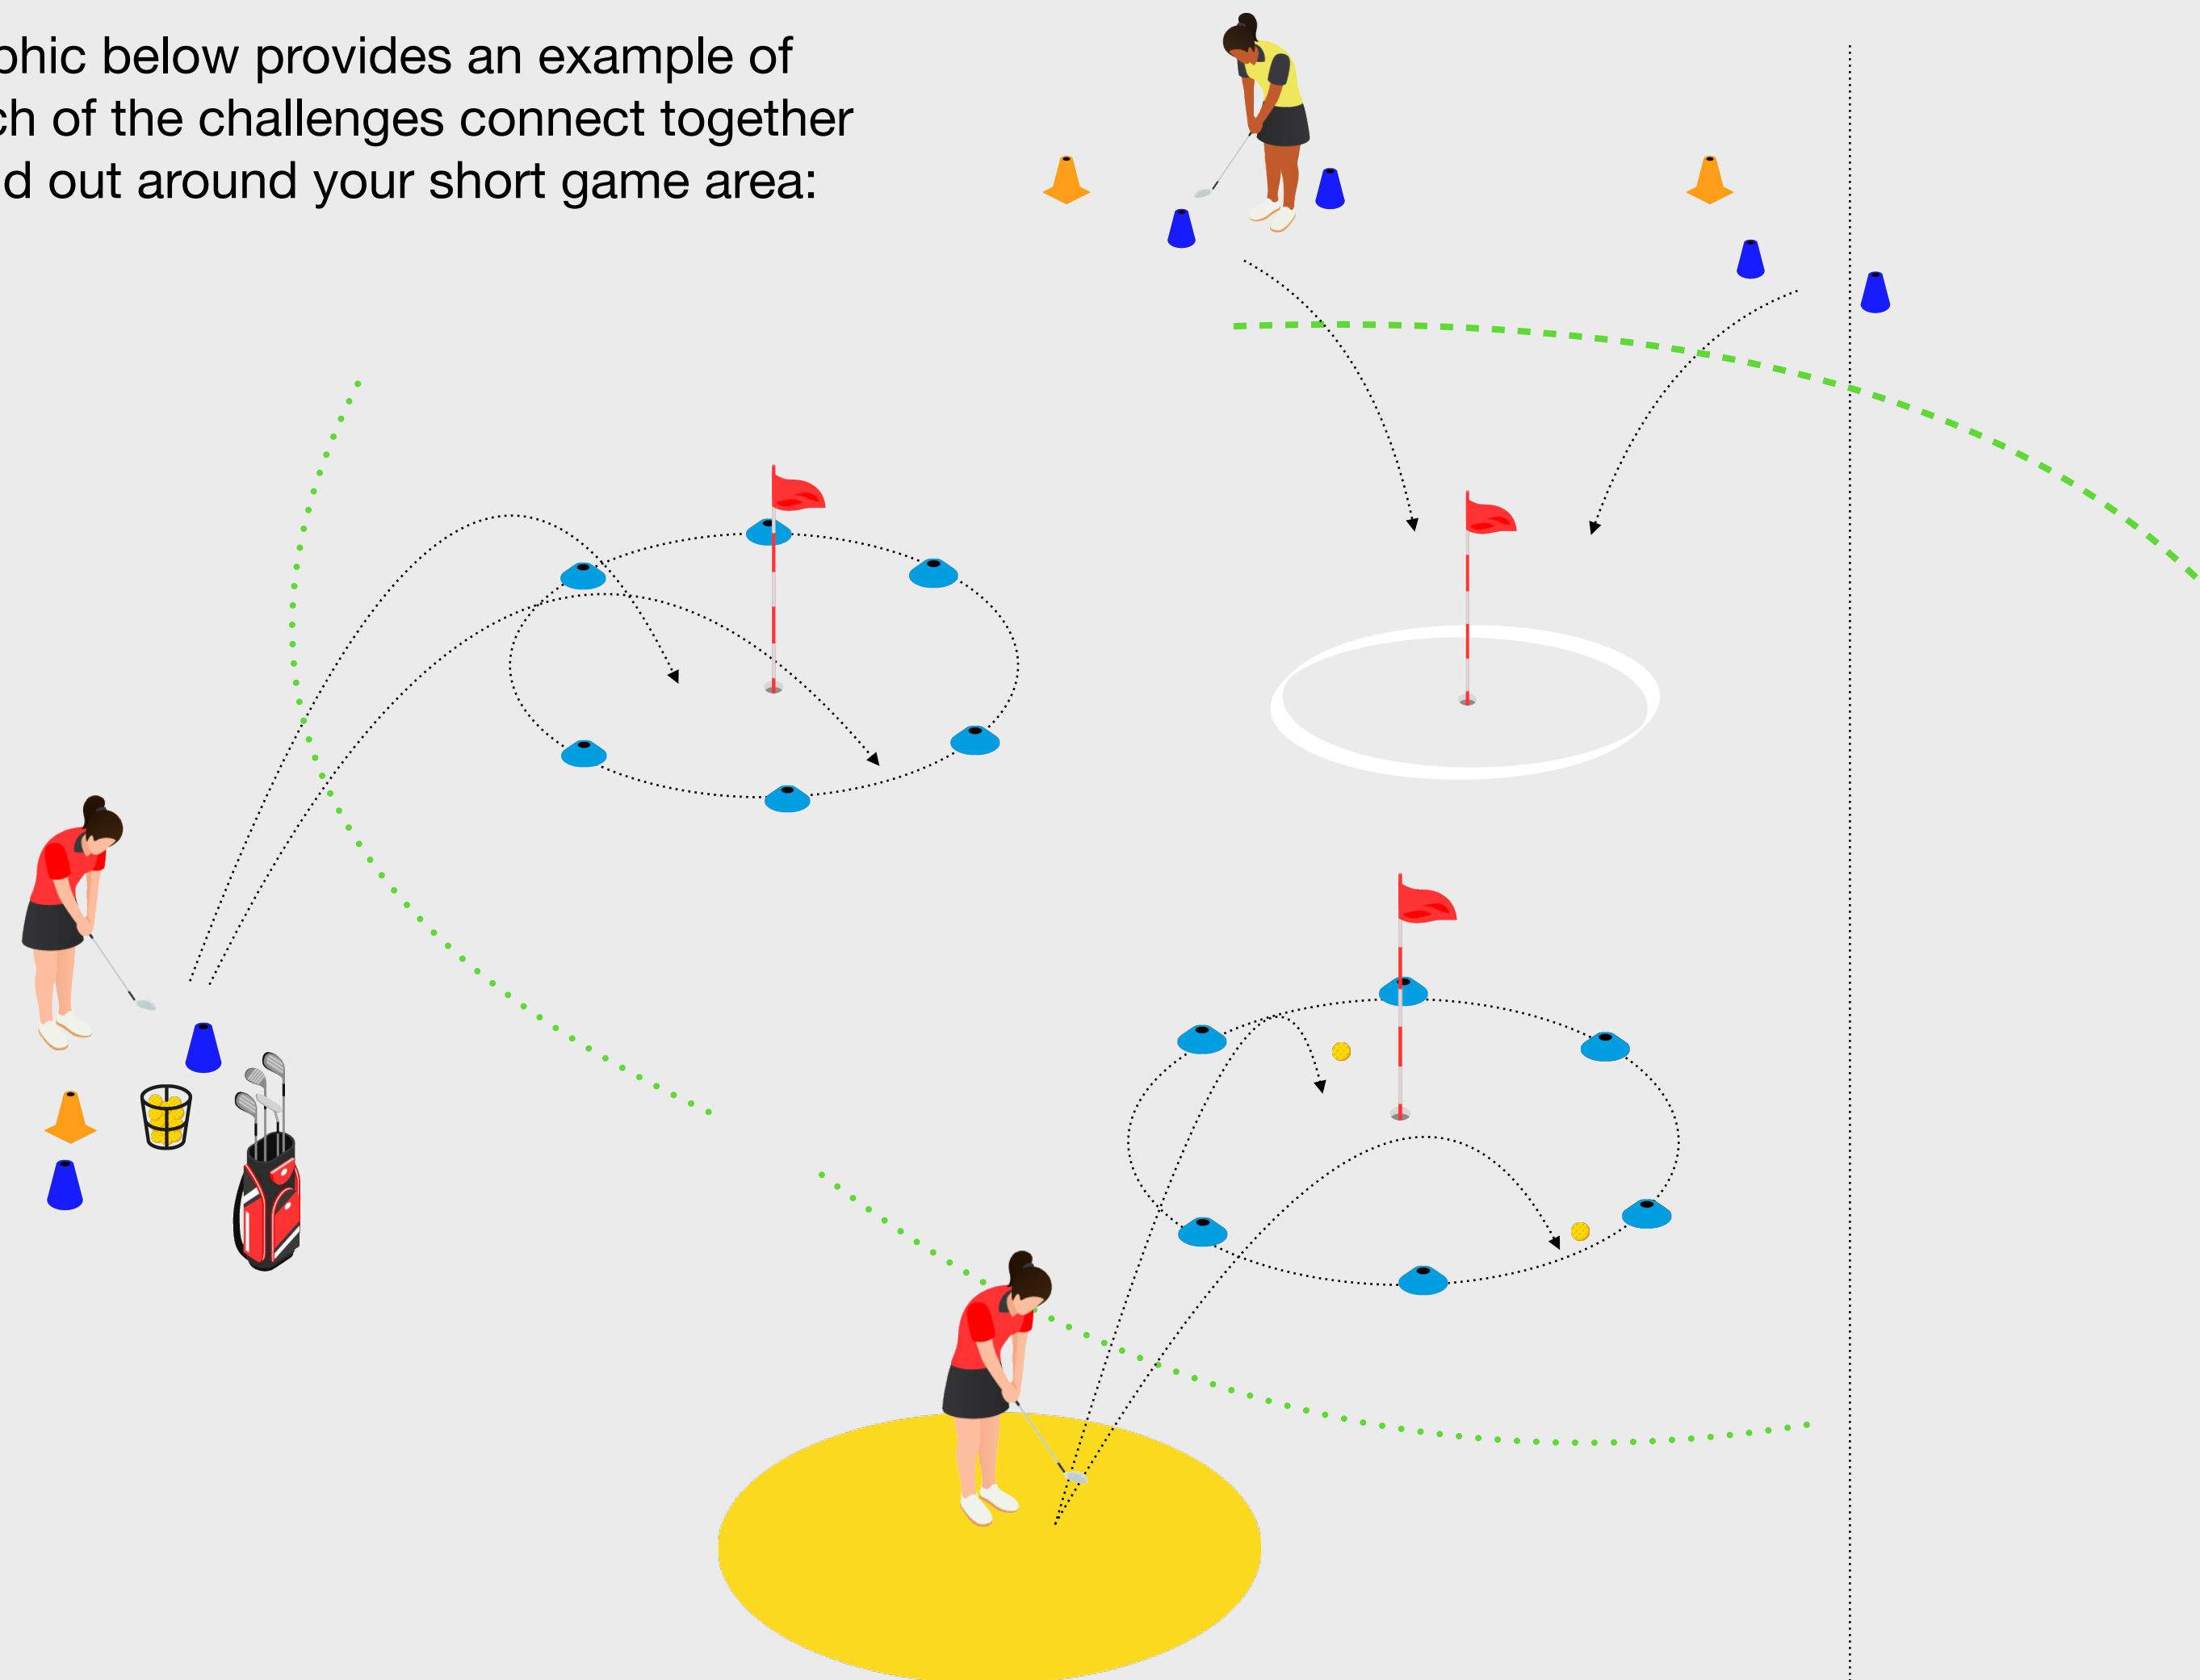 phic below provides an example of
ch of the challenges connect together
d out around your short game area: